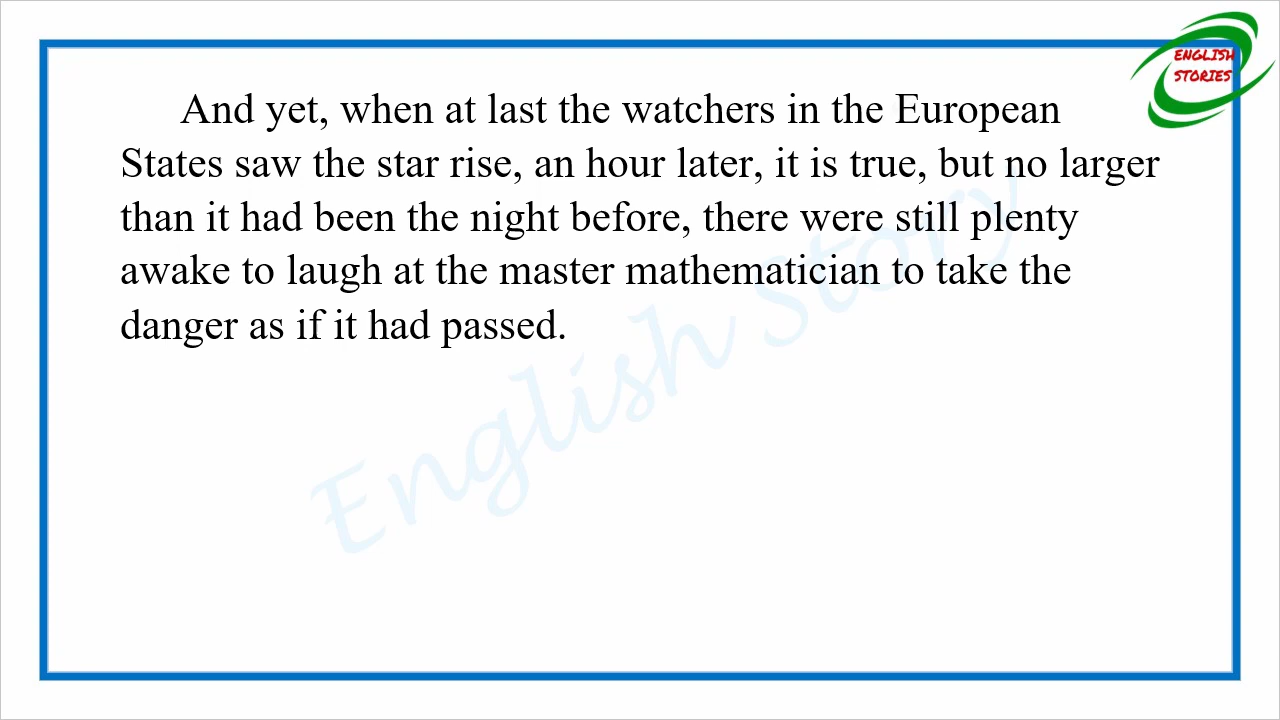 ENGLISH
STORIES
And yet, when at last the watchers in the European
States saw the star rise, an hour later, it is true, but no larger
than it had been the night before, there were still plenty
awake to laugh at the master mathematician to take the
danger as if it had passed.
English Story